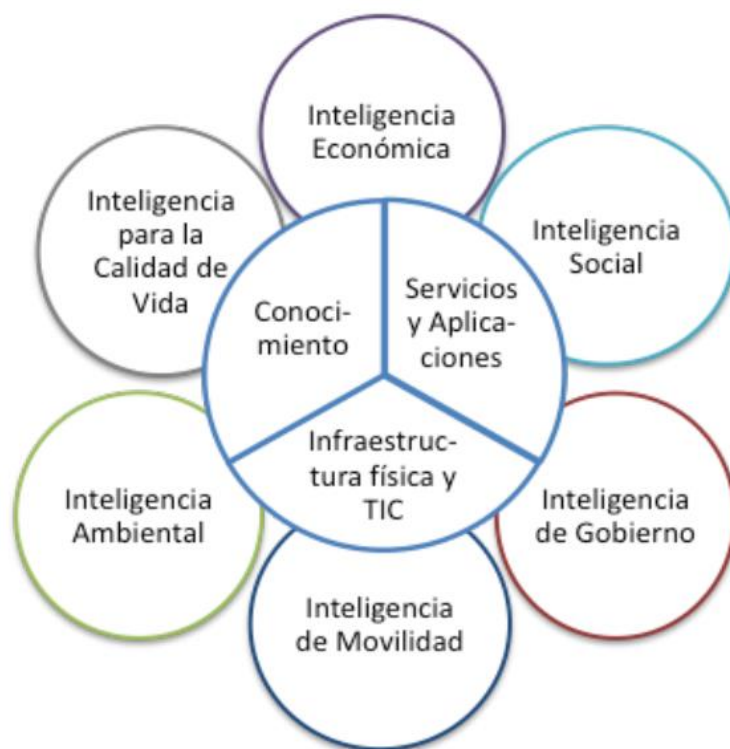 Inteligencia
Económica
Inteligencia
para la
Calidad de
Vida
Inteligencia
Social
Conoci-
miento
Servicios
y Aplica-
ciones
Infraestruc-
tura física y
TIC
Inteligencia
Ambiental
Inteligencia
de Gobierno
Inteligencia
de Movilidad